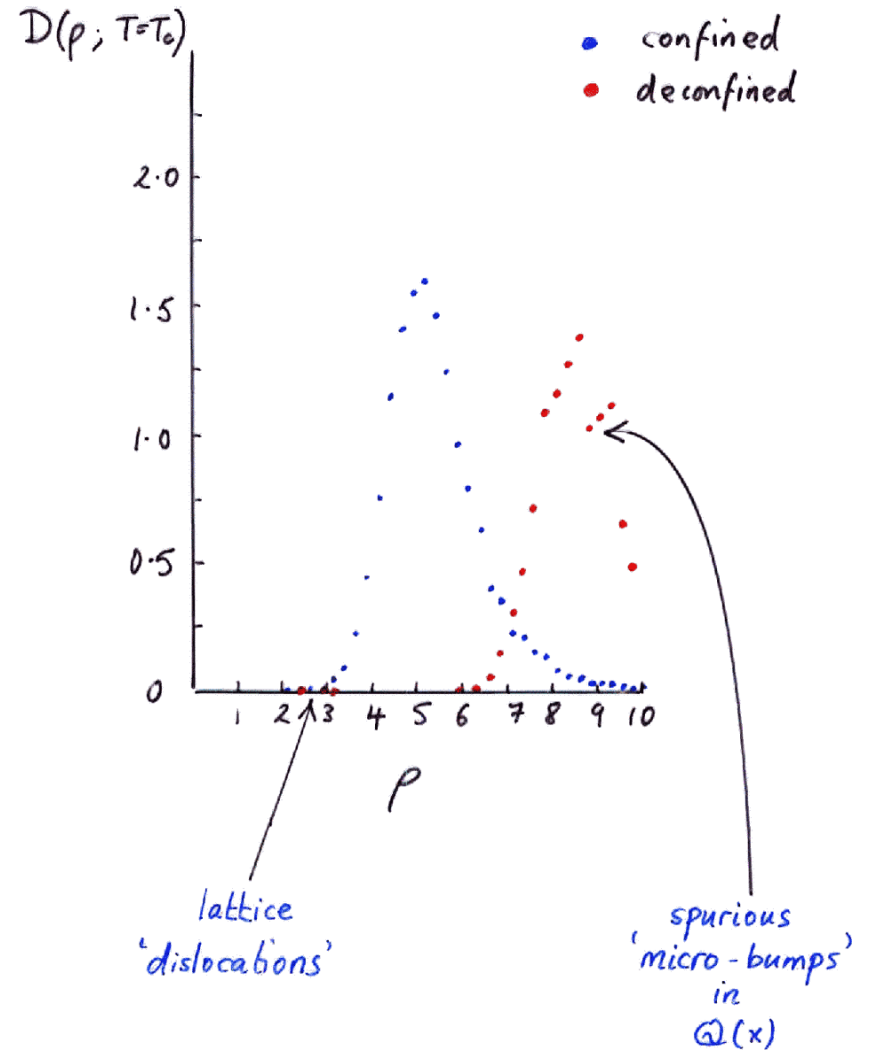 D(ρ; T=Tc)
confined
deconfined
2.0
1.5
1.0
0.5
0
1 2 3 4 5 6 7 8 9 10
ρ
lattice
'dislocations'
spurious
'micro-bumps'
in
Q(x)